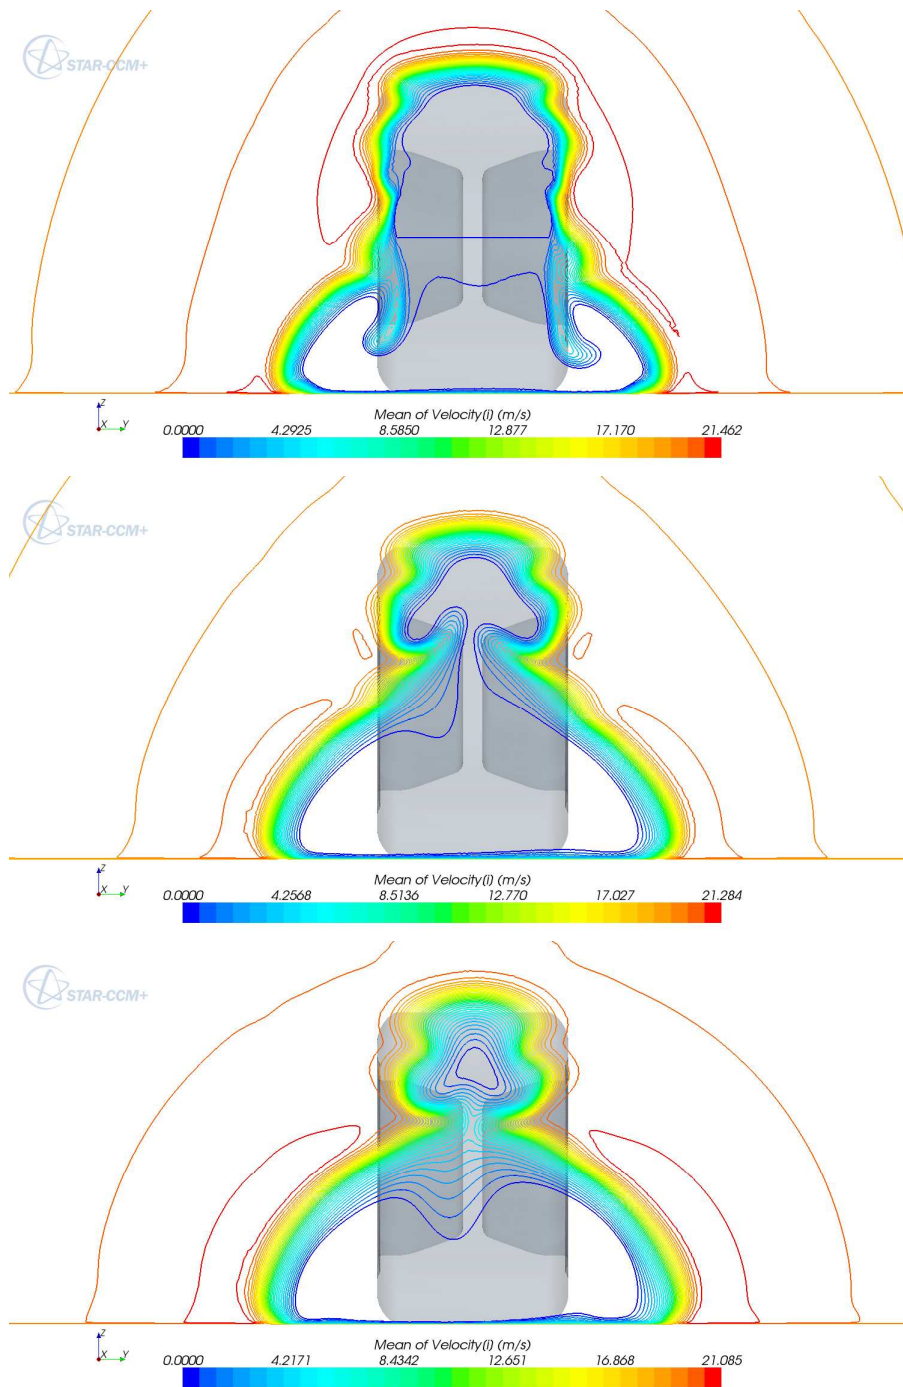 STAR-CCM+
Z
X Y
Mean of Velocity(i) (m/s)
0.0000 4.2925 8.5850 12.877 17.170 21.462
STAR-CCM+
Z
X Y
Mean of Velocity(i) (m/s)
0.0000 4.2568 8.5136 12.770 17.027 21.284
STAR-CCM+
Z
X Y
Mean of Velocity(i) (m/s)
0.0000 4.2171 8.4342 12.651 16.868 21.085